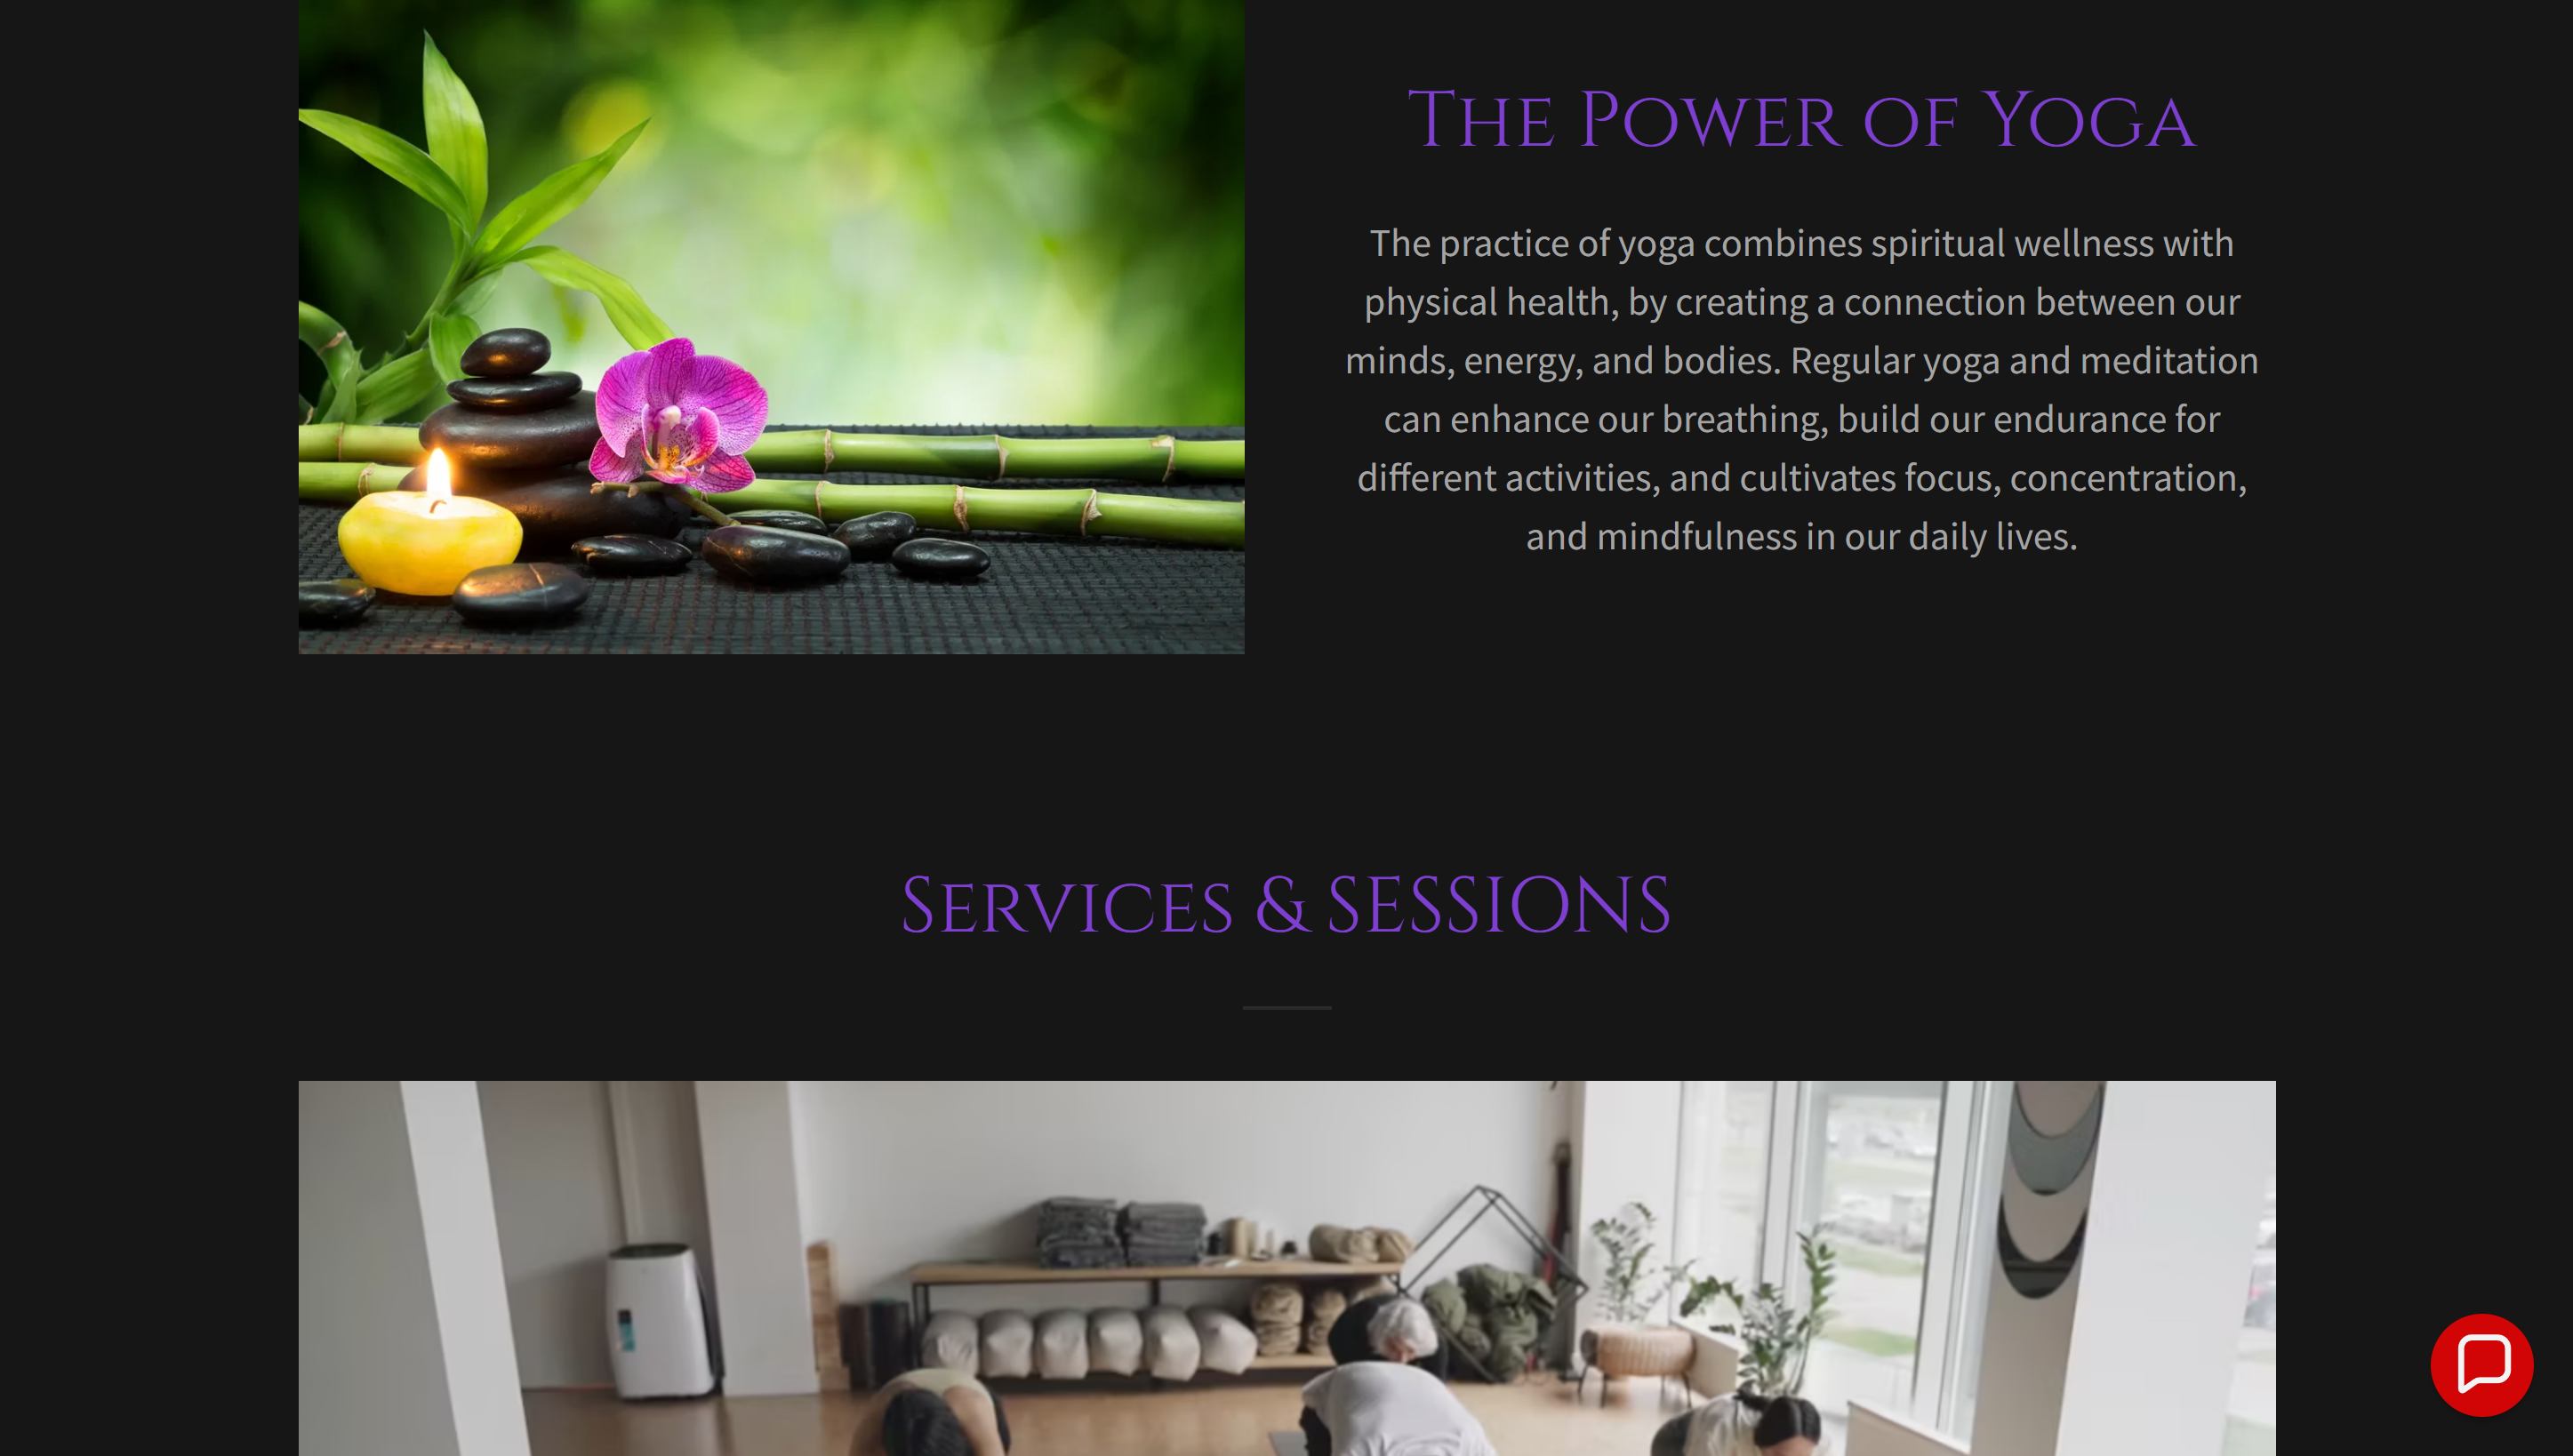 The Power of Yoga
The practice of yoga combines spiritual wellness with
physical health, by creating a connection between our
minds, energy, and bodies. Regular yoga and meditation
can enhance our breathing, build our endurance for
different activities, and cultivates focus, concentration,
and mindfulness in our daily lives.
Services & SESSIONS